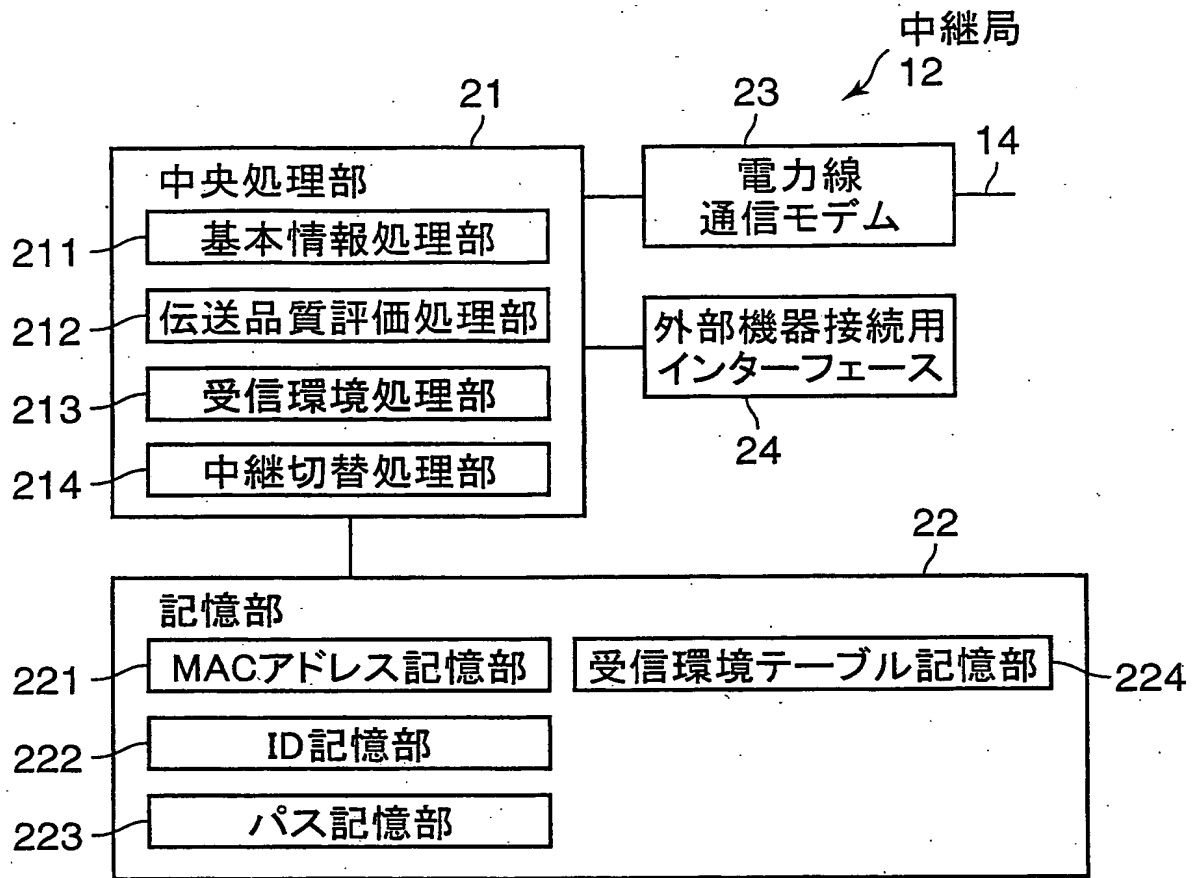 中継局
12
21
23
14
中央処理部
電力線
通信モデム
211
基本情報処理部
212
伝送品質評価処理部
外部機器接続用
インターフェース
213
受信環境処理部
24
214
中継切替処理部
22
記憶部
221
MACアドレス記憶部
受信環境テーブル記憶部
224
222
ID記憶部
223
パス記憶部